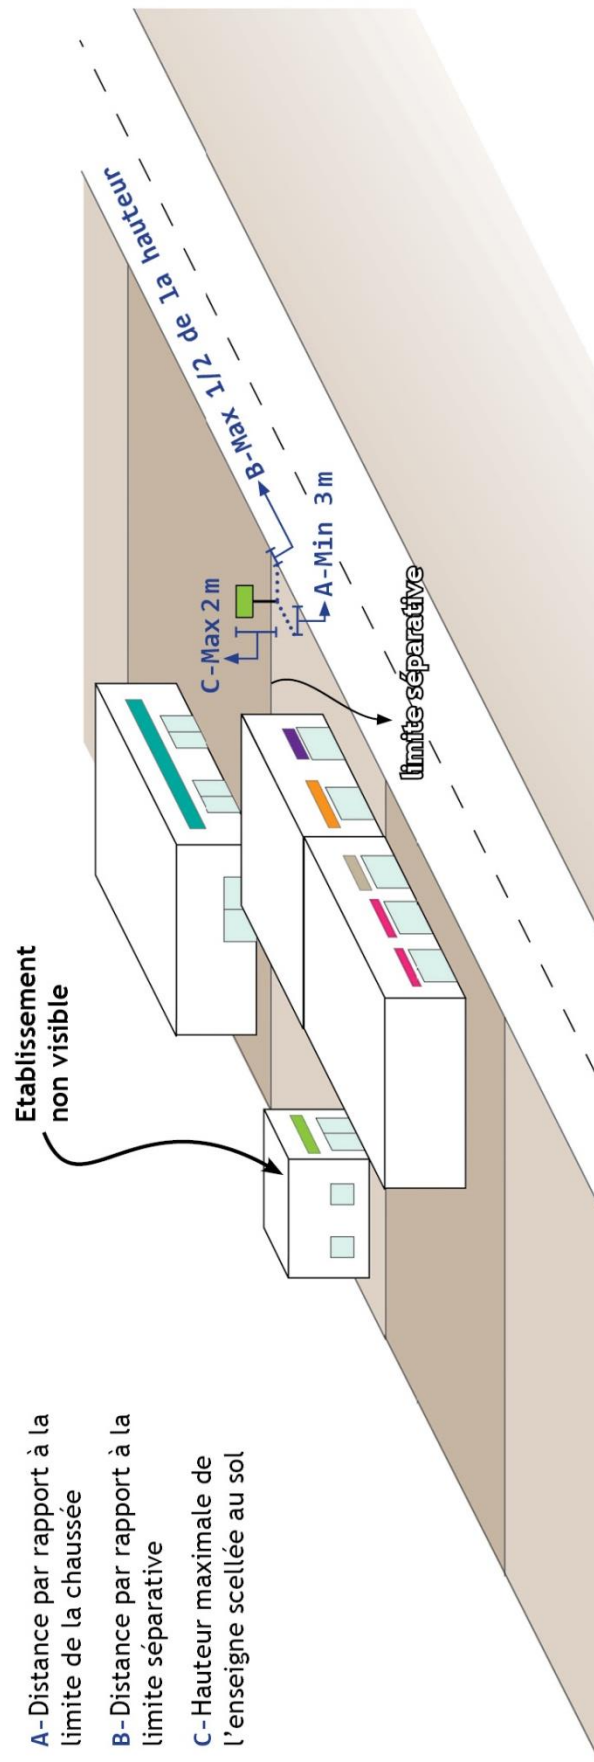 A-Distance par rapport à la
limite de la chaussée
B-Distance par rapport à la
limite séparative
C-Hauteur maximale de
l'enseigne scellée au sol
Etablissement
non visible
C-Max 2 m
B-Max 1/2 de la hauteur
A-Min 3 m
limite séparative